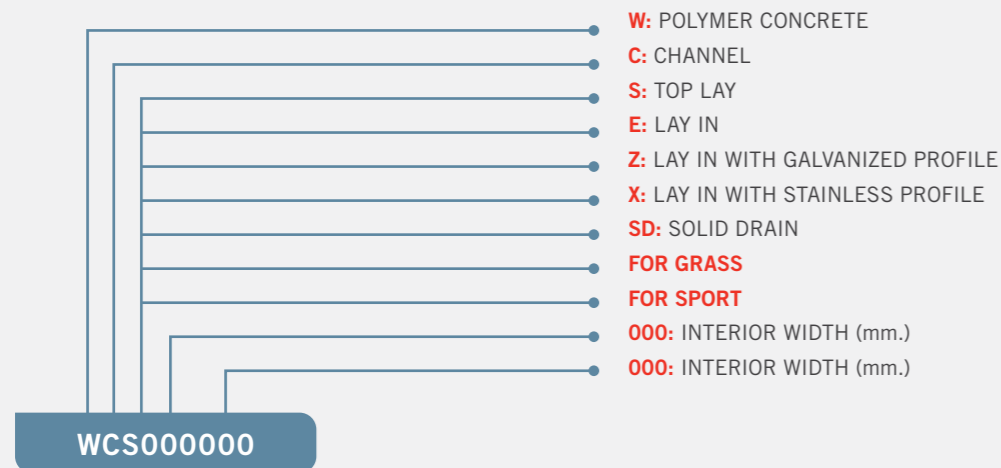 W: POLYMER CONCRETE
C: CHANNEL
S: TOP LAY
E: LAY IN
Z: LAY IN WITH GALVANIZED PROFILE
X: LAY IN WITH STAINLESS PROFILE
SD: SOLID DRAIN
FOR GRASS
FOR SPORT
000: INTERIOR WIDTH (mm.)
000: INTERIOR WIDTH (mm.)
WCS000000